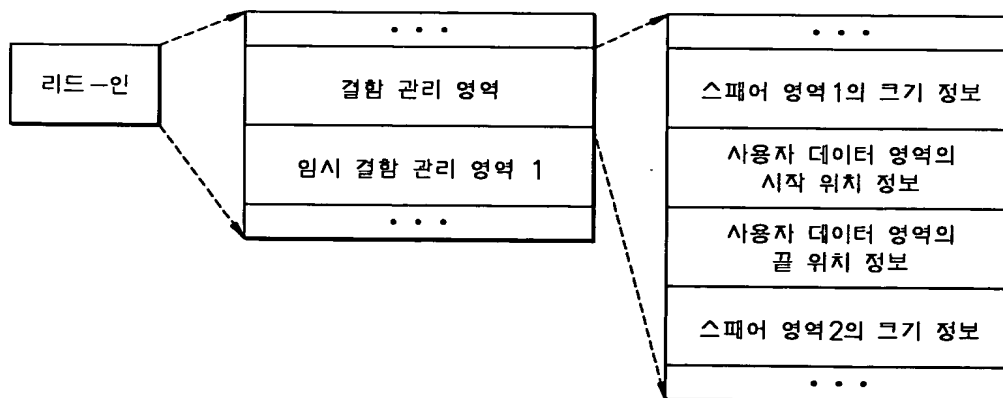 리드-인
• • •
결함 관리 영역
임시 결함 관리 영역 1
• • •
• • •
스페어 영역1의 크기 정보
사용자 데이터 영역의
시작 위치 정보
사용자 데이터 영역의
끝 위치 정보
스페어 영역2의 크기 정보
• • •